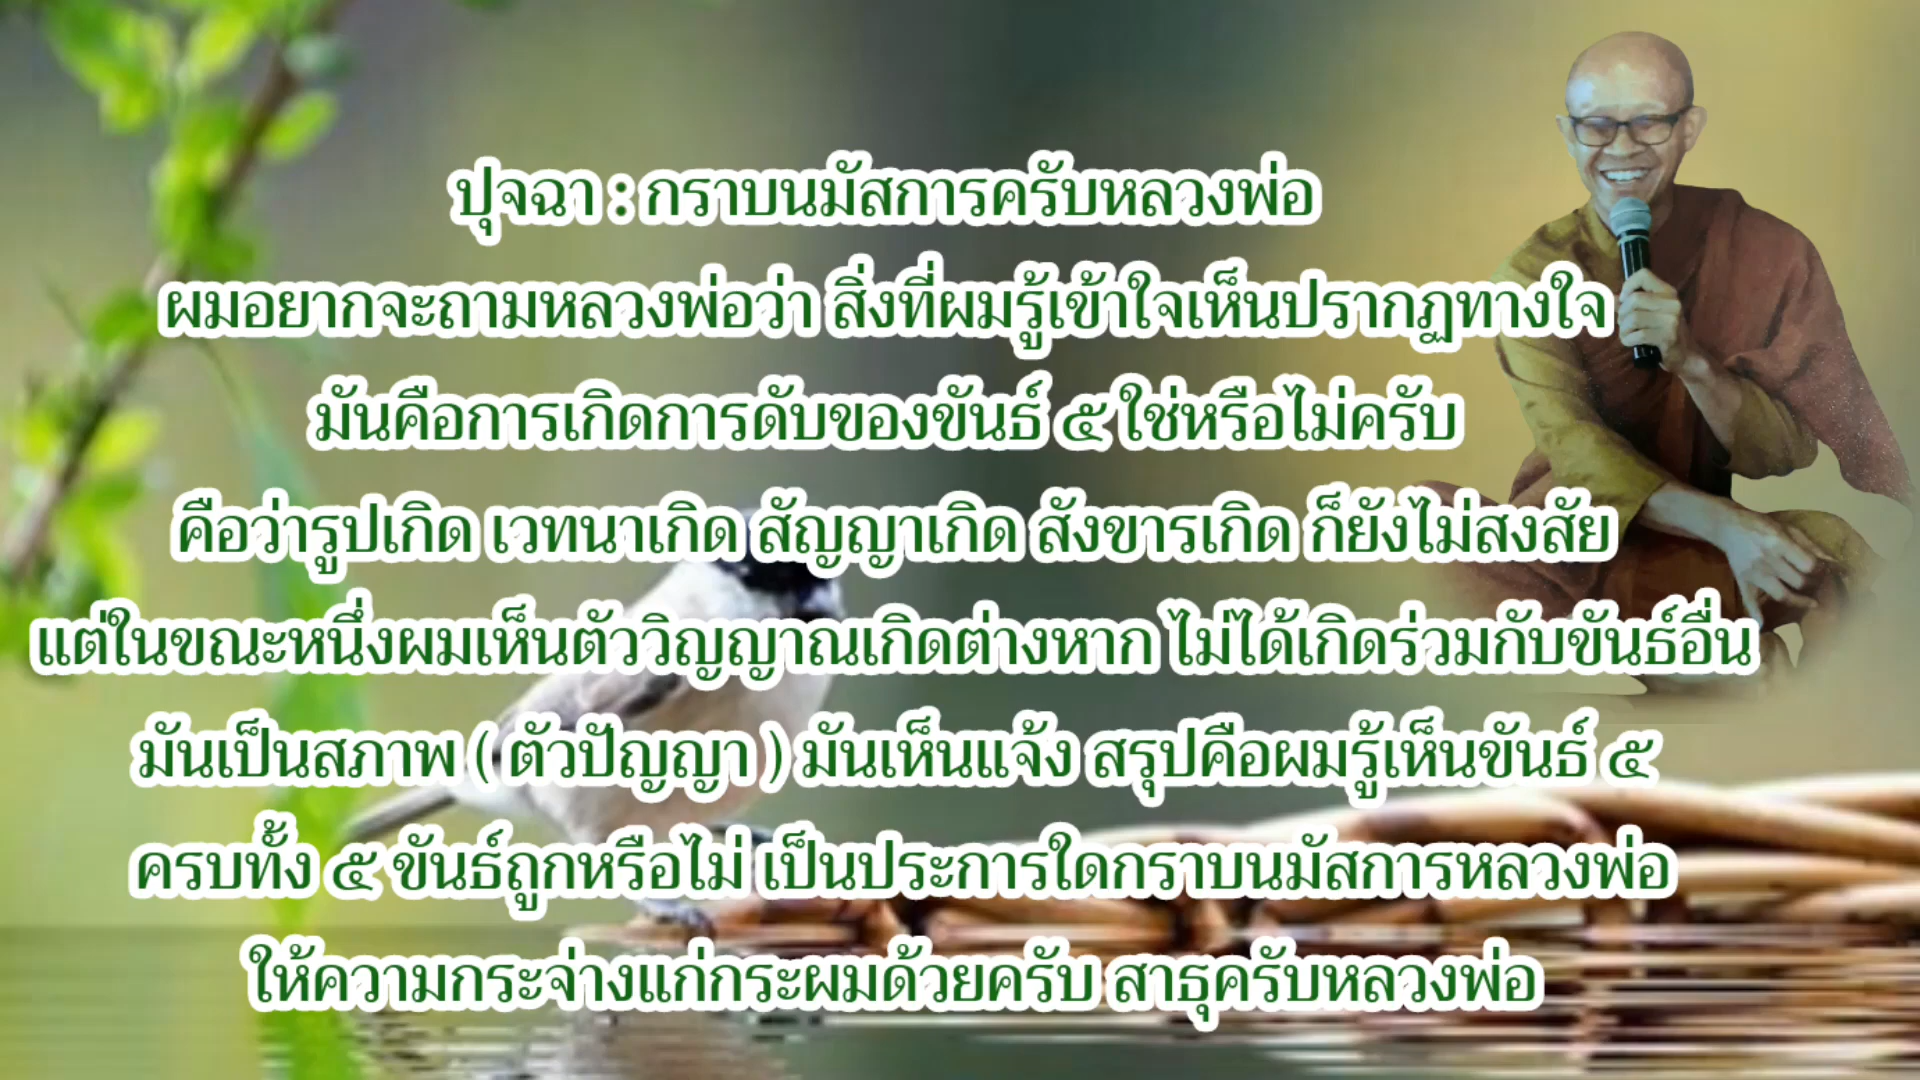 ปุจฉา : กราบนมัสการครับหลวงพ่อ
ผมอยากจะถามหลวงพ่อว่า สิ่งที่ผมรู้เข้าใจเห็นปรากฏทางใจ
มันคือการเกิดการดับของขันธ์ ๕ ใช่หรือไม่ครับ
คือว่ารูปเกิด เวทนาเกิด สัญญาเกิด สังขารเกิด ก็ยังไม่สงสัย
แต่ในขณะหนึ่งผมเห็นตัววิญญาณเกิดต่างหาก ไม่ได้เกิดร่วมกับขันธ์อื่น
มันเป็นสภาพ ( ตัวปัญญา ) มันเห็นแจ้ง สรุปคือผมรู้เห็นขันธ์ ๕
ครบทั้ง ๕ ขันธ์ถูกหรือไม่ เป็นประการใดกราบนมัสการหลวงพ่อ
ให้ความกระจ่างแก่กระผมด้วยครับ สาธุครับหลวงพ่อ